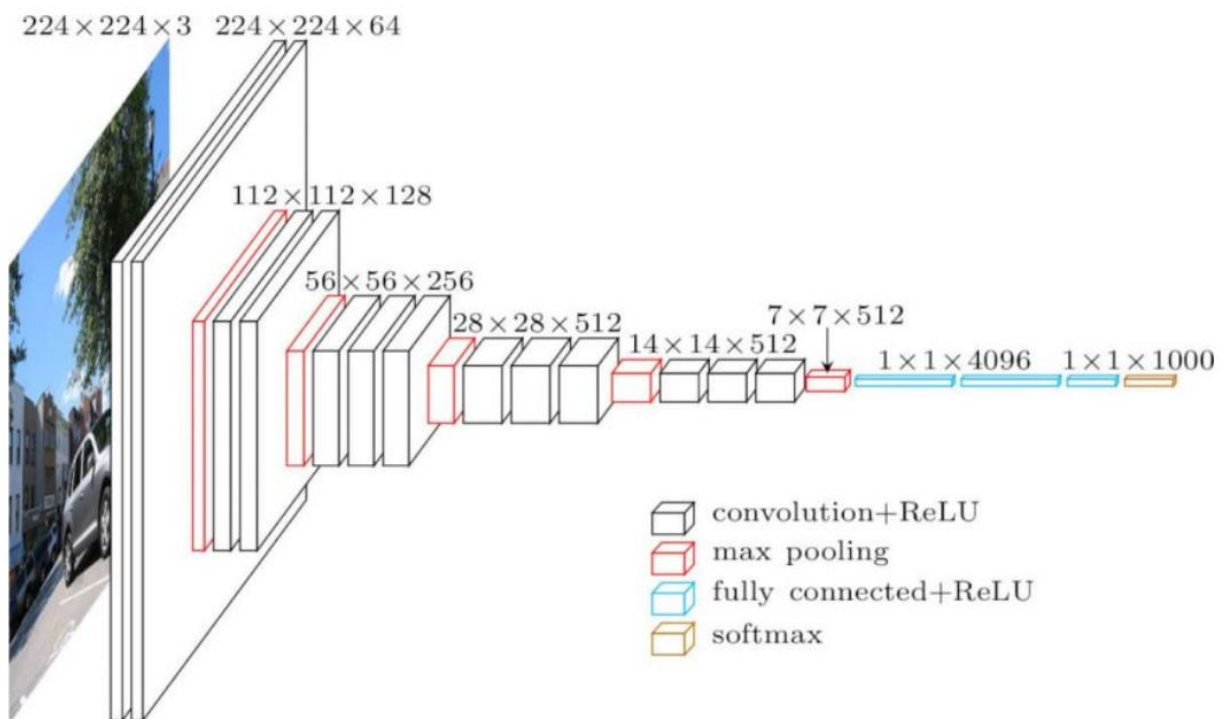 224×224×3
224×224×64
112×112×128
56×56×256
28×28×512
14×14×512
7×7×512
1×1×4096
1×1×1000
convolution+ReLU
max pooling
fully connected+ReLU
softmax